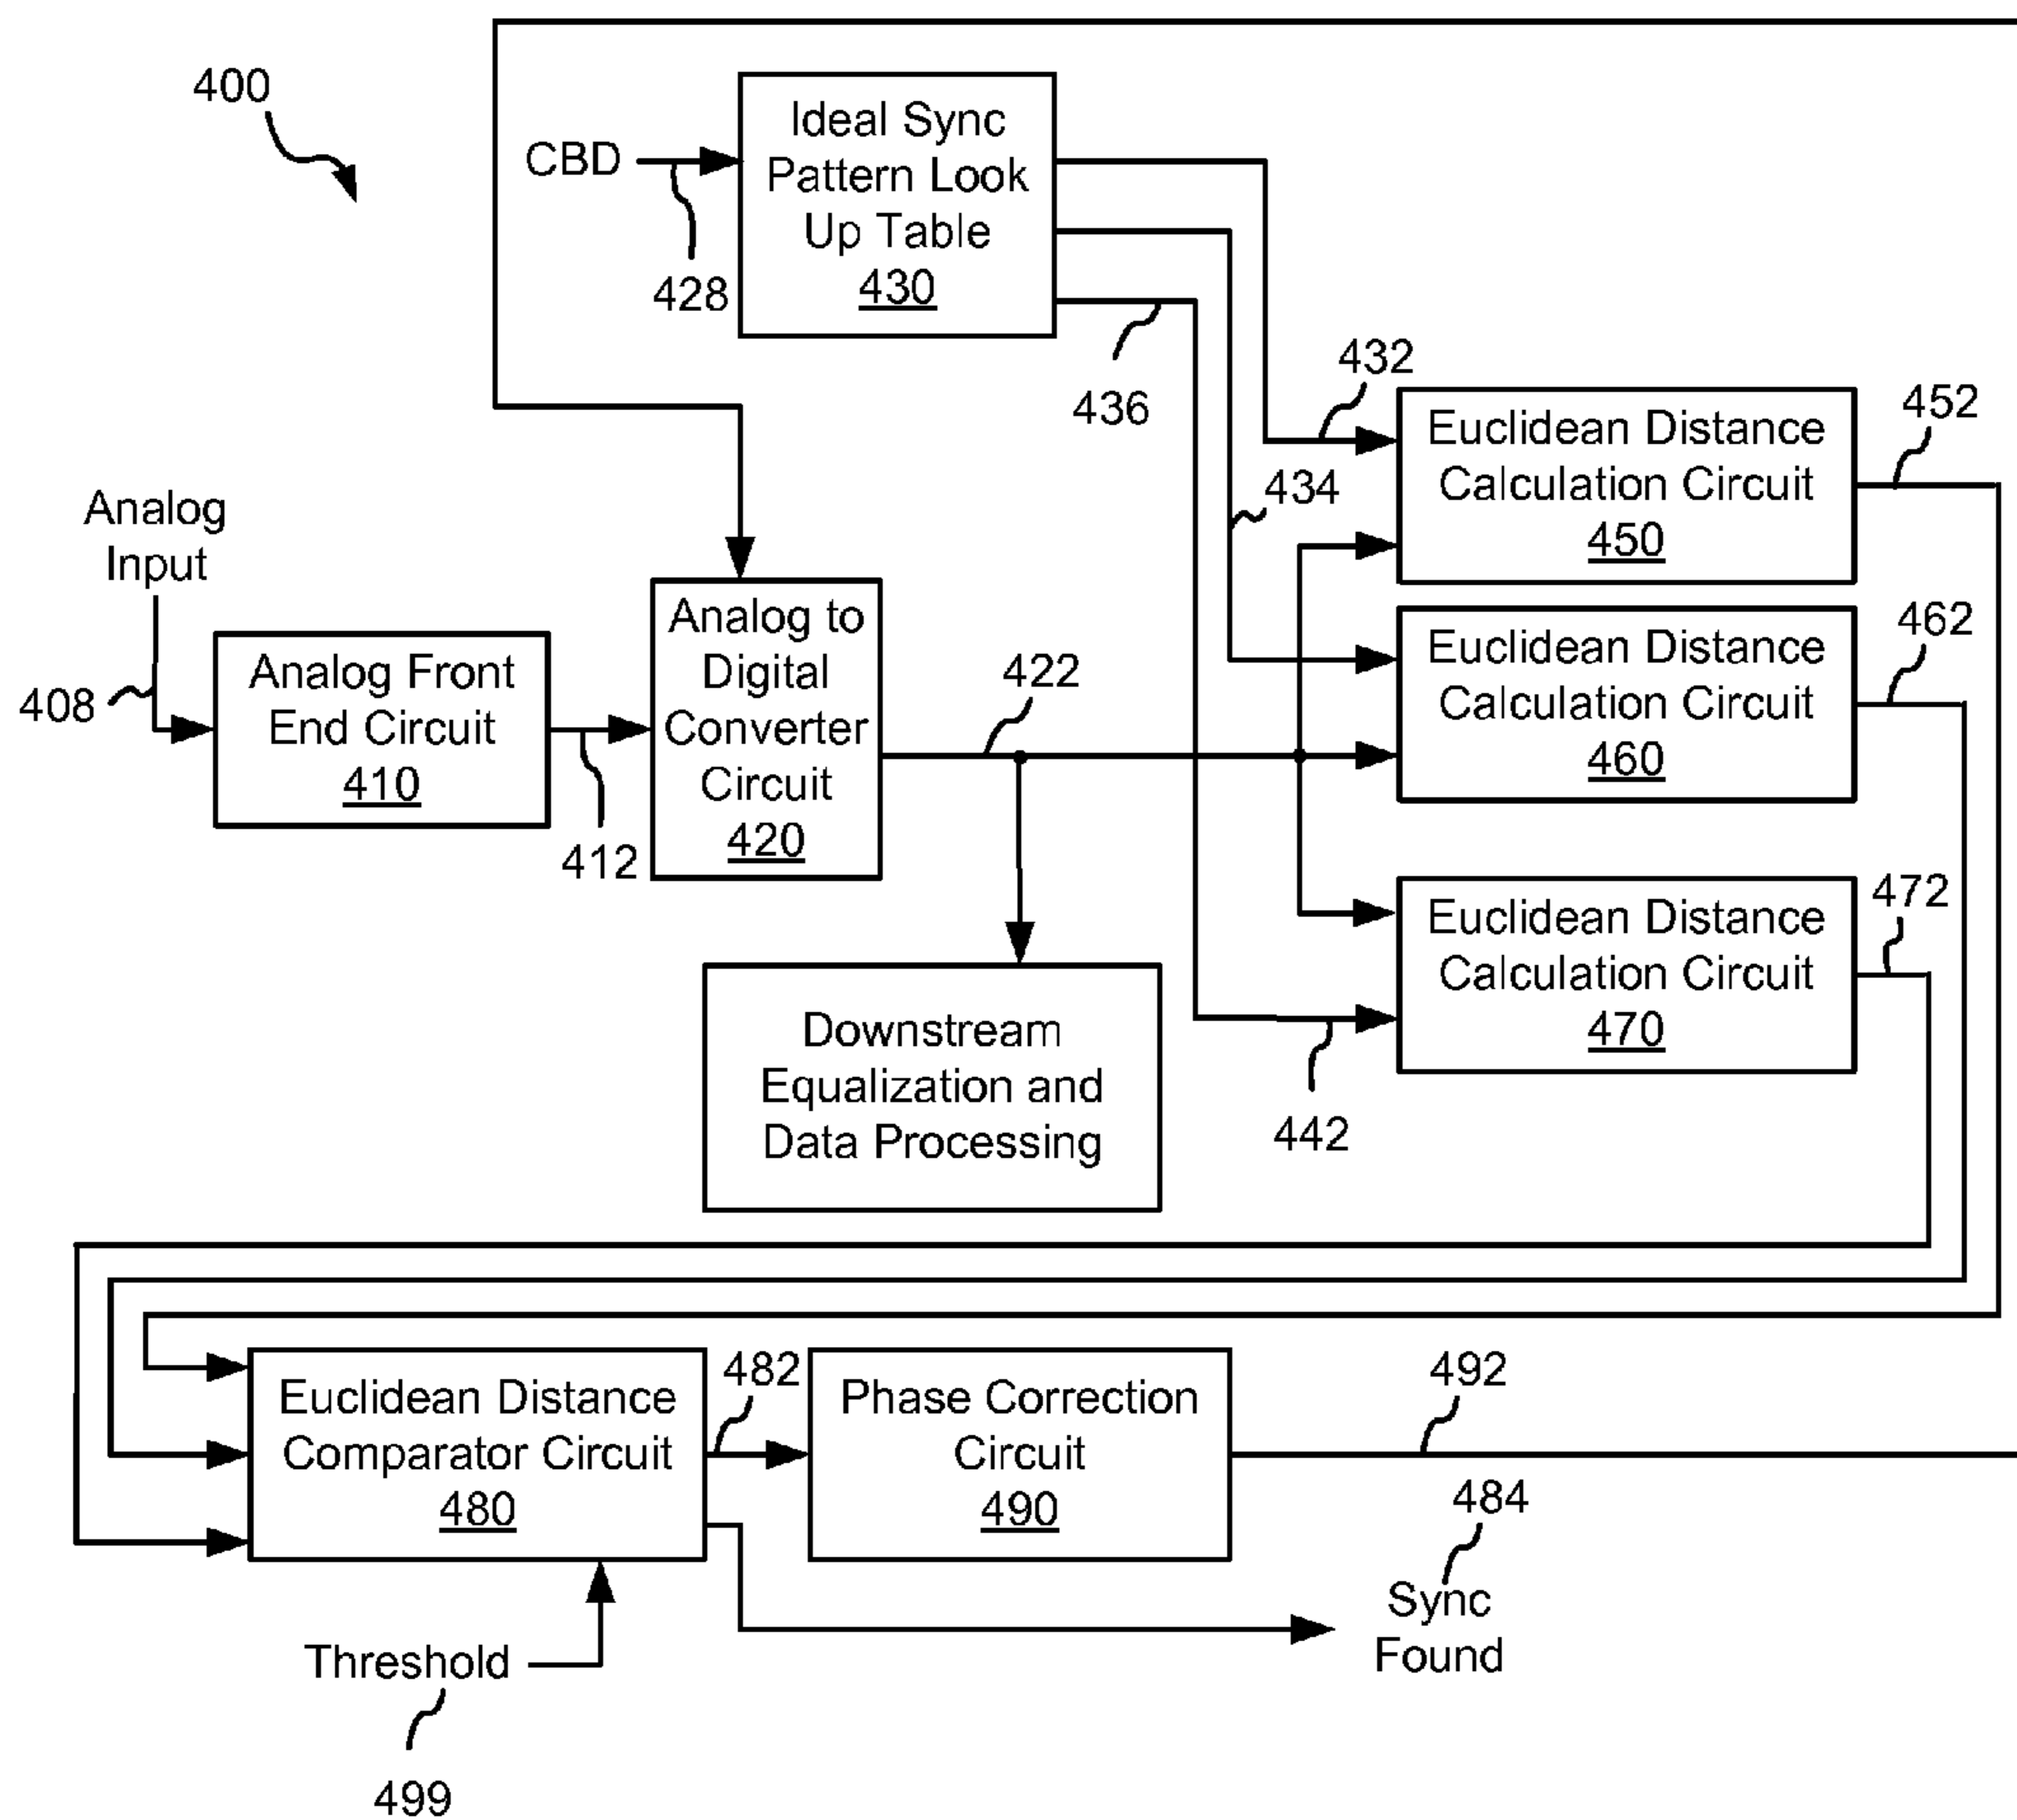 400
CBD
428
Ideal Sync
Pattern Look
Up Table
430
436
432
434
Euclidean Distance
Calculation Circuit
450
452
Analog
Input
408
Analog Front
End Circuit
410
412
Analog to
Digital
Converter
Circuit
420
422
Euclidean Distance
Calculation Circuit
460
462
Euclidean Distance
Calculation Circuit
470
472
442
Downstream
Equalization and
Data Processing
Euclidean Distance
Comparator Circuit
480
482
Phase Correction
Circuit
490
492
484
Sync
Found
Threshold
499